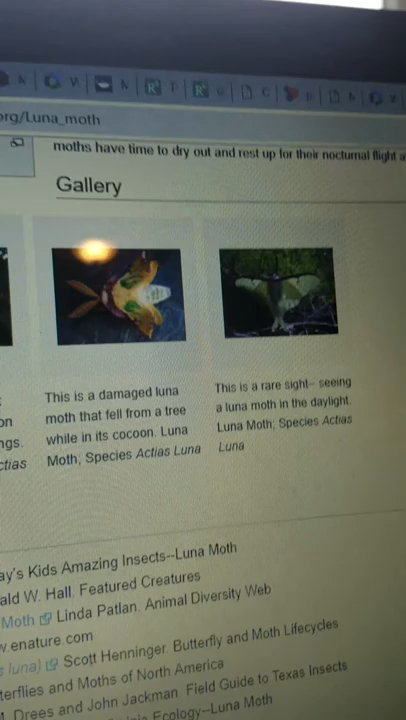 org/Luna_moth
moths have time to dry out and rest up for their nocturnal flight a
Gallery
on
ngs.
ctias
This is a damaged luna
moth that fell from a tree
while in its cocoon. Luna
Moth; Species Actias Luna
This is a rare sight-- seeing
a luna moth in the daylight.
Luna Moth; Species Actias
Luna
ay's Kids Amazing Insects--Luna Moth
ald W. Hall. Featured Creatures
Moth Linda Patlan. Animal Diversity Web
w.enature.com
s luna) Scott Henninger. Butterfly and Moth Lifecycles
terflies and Moths of North America
M. Drees and John Jackman. Field Guide to Texas Insects
Ecology--Luna Moth